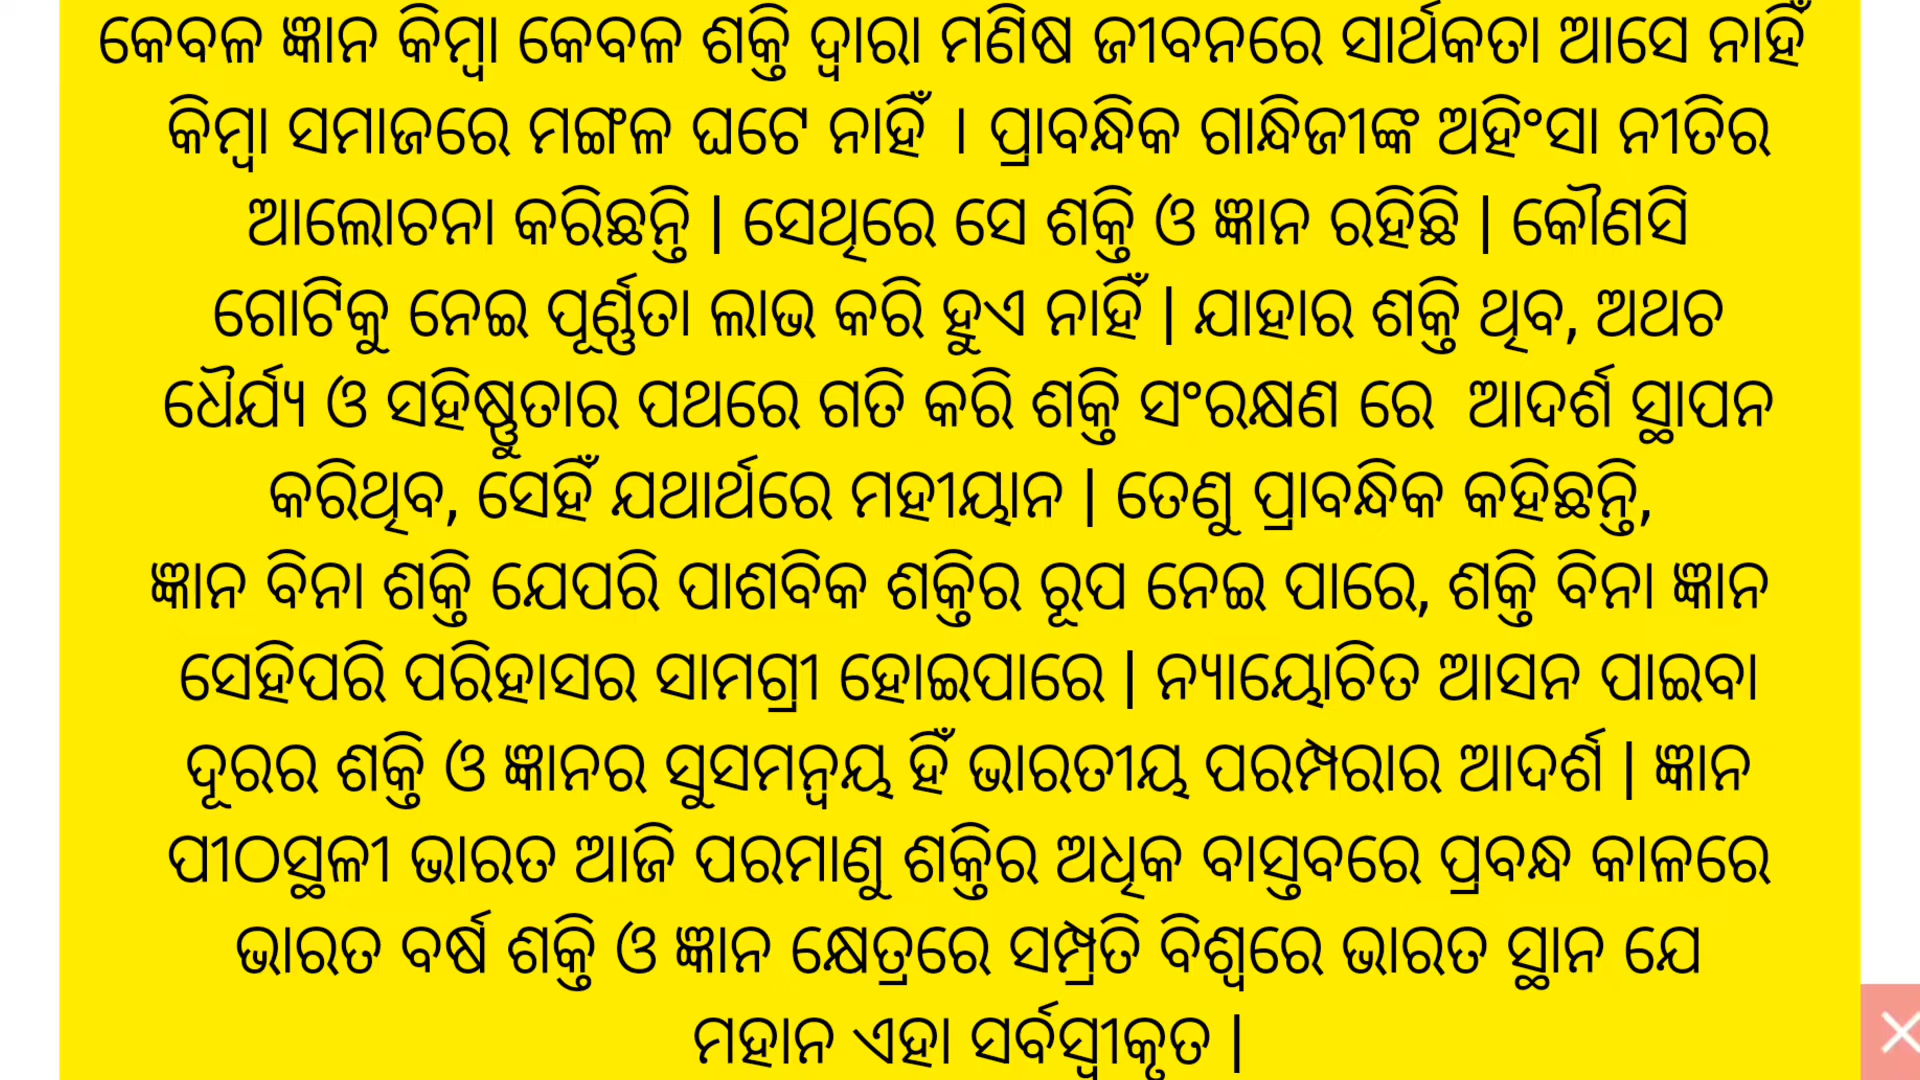 କେବଳ ଜ୍ଞାନ କିମ୍ବା କେବଳ ଶକ୍ତି ଦ୍ୱାରା ମଣିଷ ଜୀବନରେ ସାର୍ଥକତା ଆସେ ନାହିଁ
କିମ୍ବା ସମାଜରେ ମଙ୍ଗଳ ଘଟେ ନାହିଁ । ପ୍ରାବନ୍ଧିକ ଗାନ୍ଧିଜୀଙ୍କ ଅହିଂସା ନୀତିର
ଆଲୋଚନା କରିଛନ୍ତି | ସେଥିରେ ସେ ଶକ୍ତି ଓ ଜ୍ଞାନ ରହିଛି | କୌଣସି
ଗୋଟିକୁ ନେଇ ପୂର୍ଣ୍ଣତା ଲାଭ କରି ହୁଏ ନାହିଁ | ଯାହାର ଶକ୍ତି ଥିବ, ଅଥଚ
ଧୈର୍ଯ୍ୟ ଓ ସହିଷ୍ଣୁତାର ପଥରେ ଗତି କରି ଶକ୍ତି ସଂରକ୍ଷଣ ରେ  ଆଦର୍ଶ ସ୍ଥାପନ
କରିଥିବ, ସେହିଁ ଯଥାର୍ଥରେ ମହୀୟାନ | ତେଣୁ ପ୍ରାବନ୍ଧିକ କହିଛନ୍ତି,
ଜ୍ଞାନ ବିନା ଶକ୍ତି ଯେପରି ପାଶବିକ ଶକ୍ତିର ରୂପ ନେଇ ପାରେ, ଶକ୍ତି ବିନା ଜ୍ଞାନ
ସେହିପରି ପରିହାସର ସାମଗ୍ରୀ ହୋଇପାରେ | ନ୍ୟାୟୋଚିତ ଆସନ ପାଇବା
ଦୂରର ଶକ୍ତି ଓ ଜ୍ଞାନର ସୁସମନ୍ୱୟ ହିଁ ଭାରତୀୟ ପରମ୍ପରାର ଆଦର୍ଶ | ଜ୍ଞାନ
ପୀଠସ୍ଥଳୀ ଭାରତ ଆଜି ପରମାଣୁ ଶକ୍ତିର ଅଧିକ ବାସ୍ତବରେ ପ୍ରବନ୍ଧ କାଳରେ
ଭାରତ ବର୍ଷ ଶକ୍ତି ଓ ଜ୍ଞାନ କ୍ଷେତ୍ରରେ ସମ୍ପ୍ରତି ବିଶ୍ୱରେ ଭାରତ ସ୍ଥାନ ଯେ
ମହାନ ଏହା ସର୍ବସ୍ୱୀକୃତ |